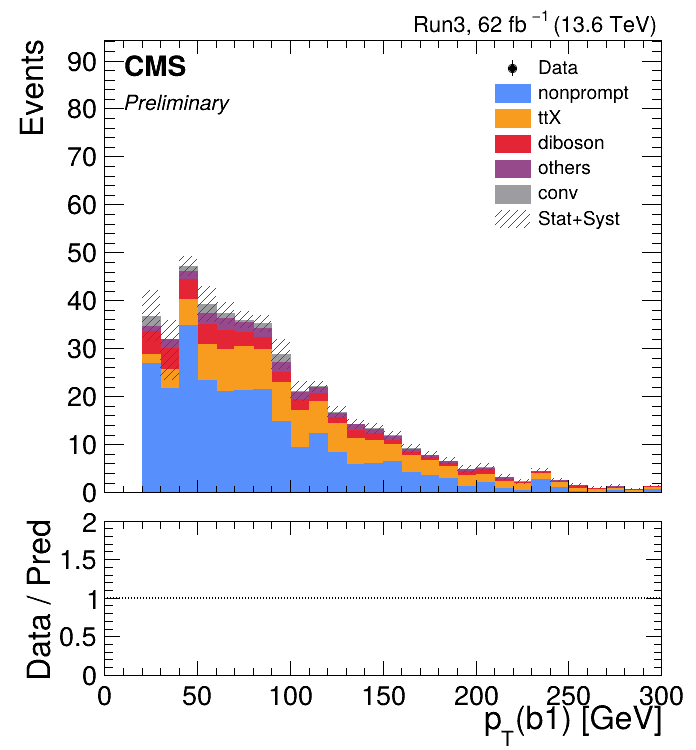 Run3, 62 fb⁻¹ (13.6 TeV)
CMS
Preliminary
Events
90
80
70
60
50
40
30
20
10
0
Data
nonprompt
ttX
diboson
others
conv
Stat+Syst
Data / Pred
2
1.5
1
0.5
0
0 50 100 150 200 250 300
p_T(b1) [GeV]